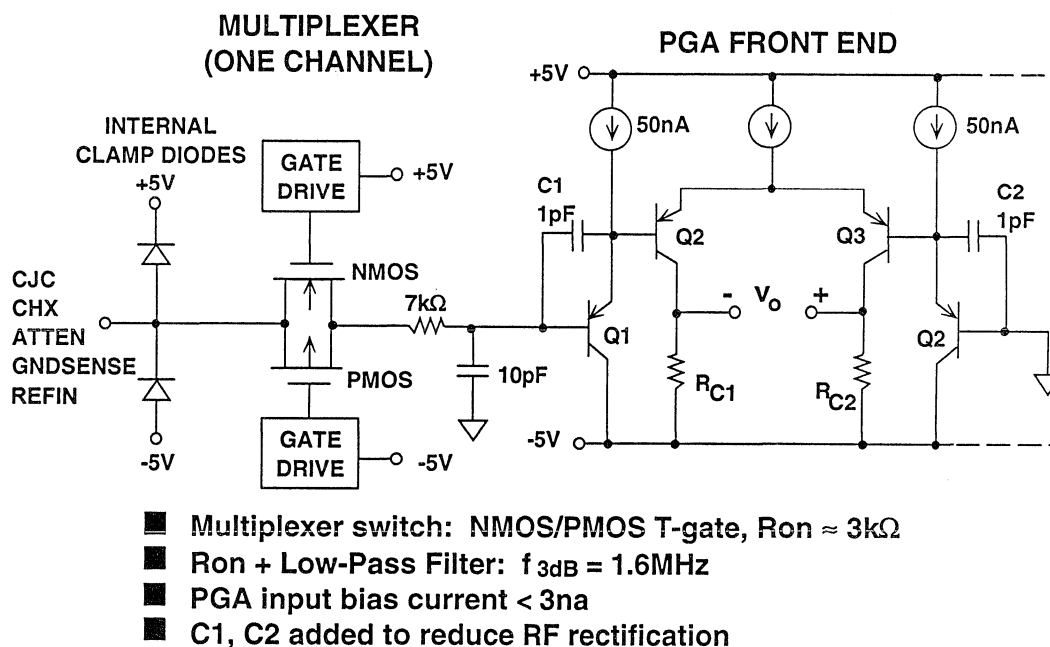 MULTIPLEXER
(ONE CHANNEL)
PGA FRONT END
+5V
INTERNAL
CLAMP DIODES
+5V
GATE
DRIVE
+5V
50nA
50nA
C1
1pF
C2
1pF
Q2
Q3
NMOS
7kΩ
CJC
CHX
ATTEN
GNDSENSE
REFIN
- Vo +
Q1
Q2
PMOS
10pF
RC1
RC2
-5V
GATE
DRIVE
-5V
-5V
Multiplexer switch: NMOS/PMOS T-gate, Ron ≈ 3kΩ
Ron + Low-Pass Filter: f 3dB = 1.6MHz
PGA input bias current < 3na
C1, C2 added to reduce RF rectification